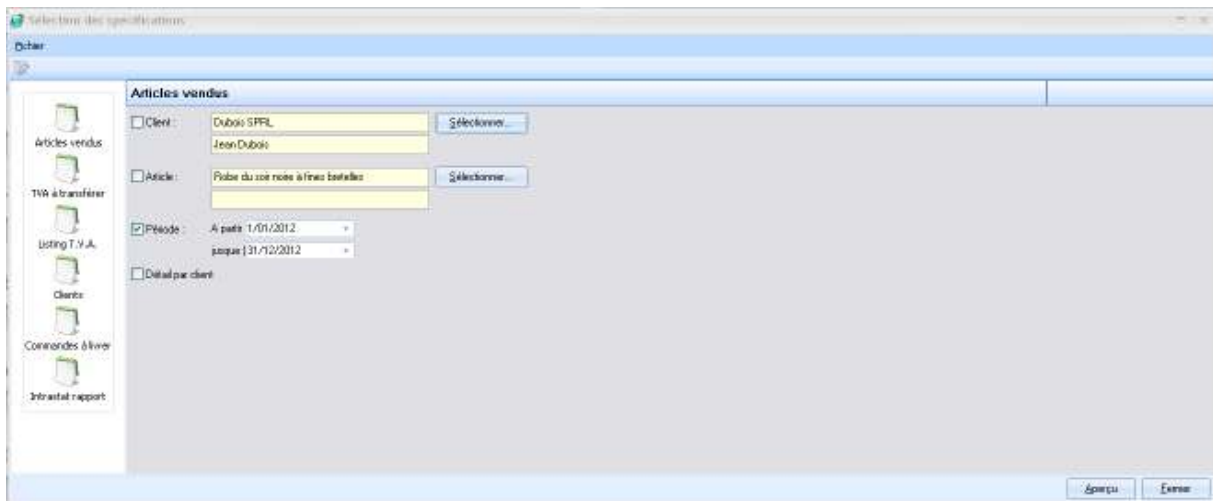 Sélection des spécifications
Fichier
Articles vendus
Client :
Dubois SPRL
Sélectionner...
Jean Dubois
Article :
Robe du soir noire à fines bretelles
Sélectionner...
Période :
A partir 1/01/2012
jusque 31/12/2012
Détail par client
Articles vendus
TVA à transférer
Listing T.V.A.
Clients
Commandes à livrer
Intrastat rapport
Aperçu
Fermer